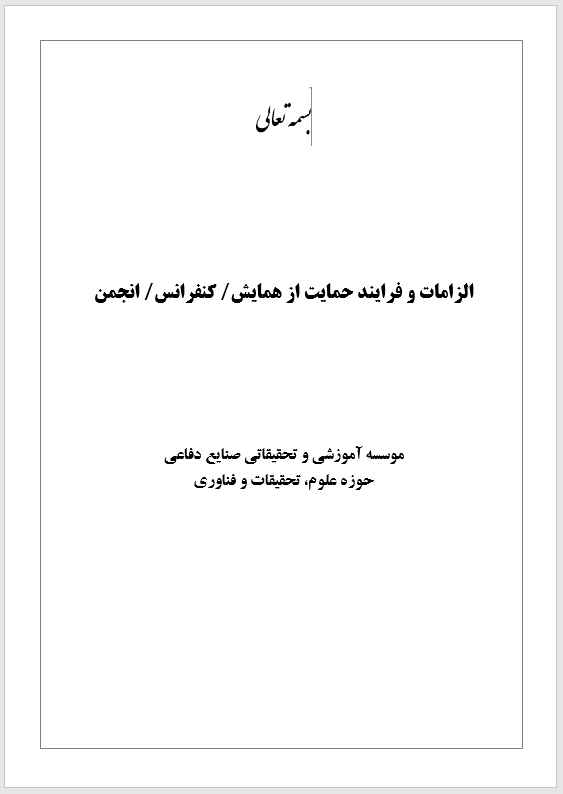 بسمه تعالی
الزامات و فرایند حمایت از همایش/ کنفرانس/ انجمن
موسسه آموزشی و تحقیقاتی صنایع دفاعی
حوزه علوم، تحقیقات و فناوری